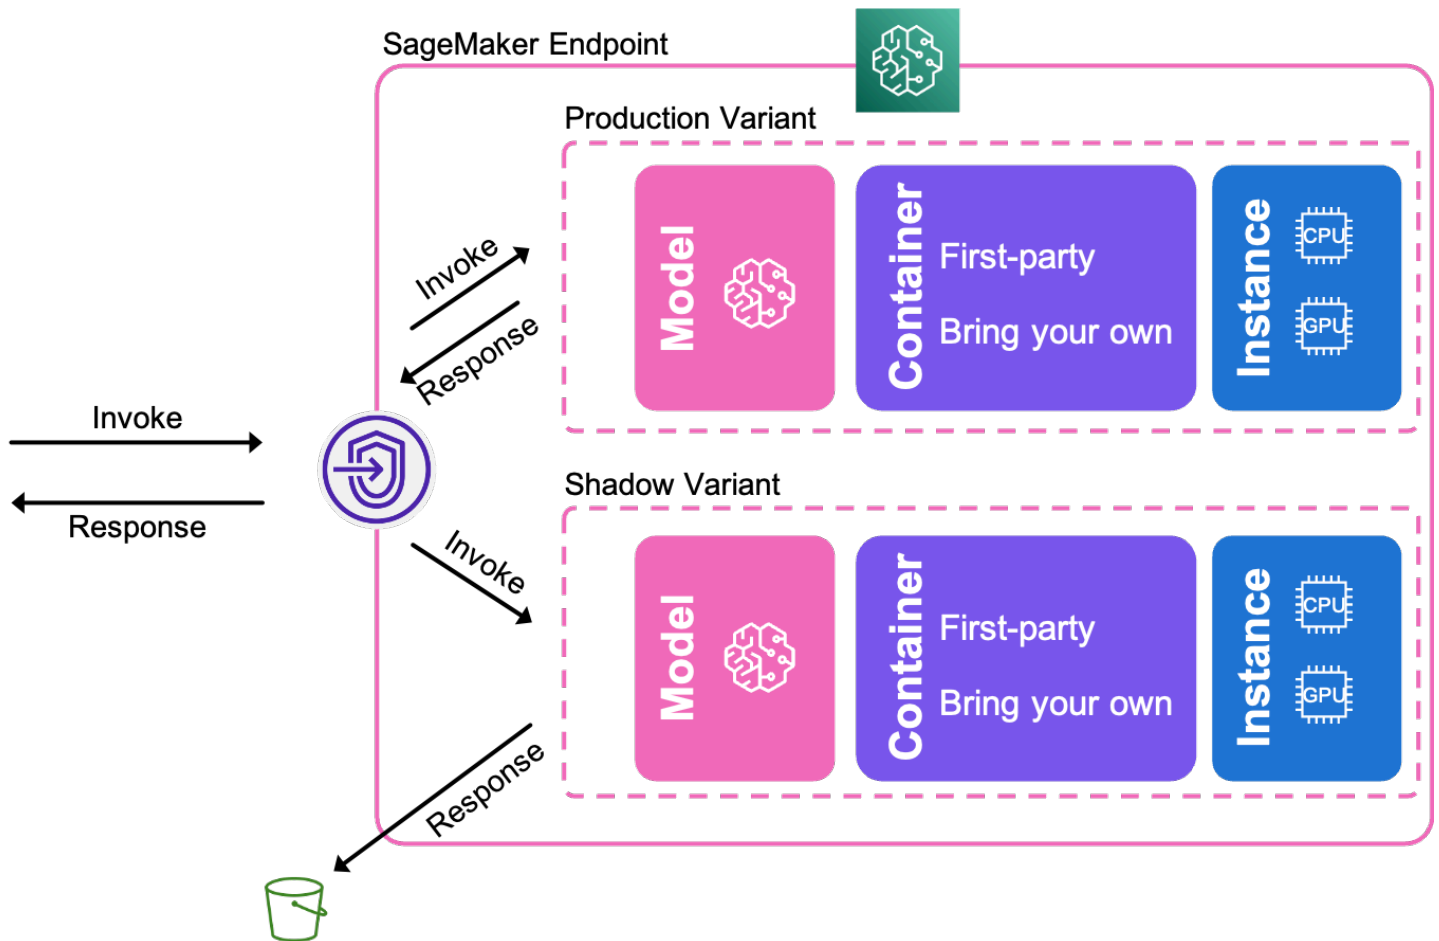 SageMaker Endpoint
Production Variant
Invoke
Response
Model
Container
First-party
Bring your own
Instance
CPU
GPU
Invoke
Response
Shadow Variant
Invoke
Response
Model
Container
First-party
Bring your own
Instance
CPU
GPU